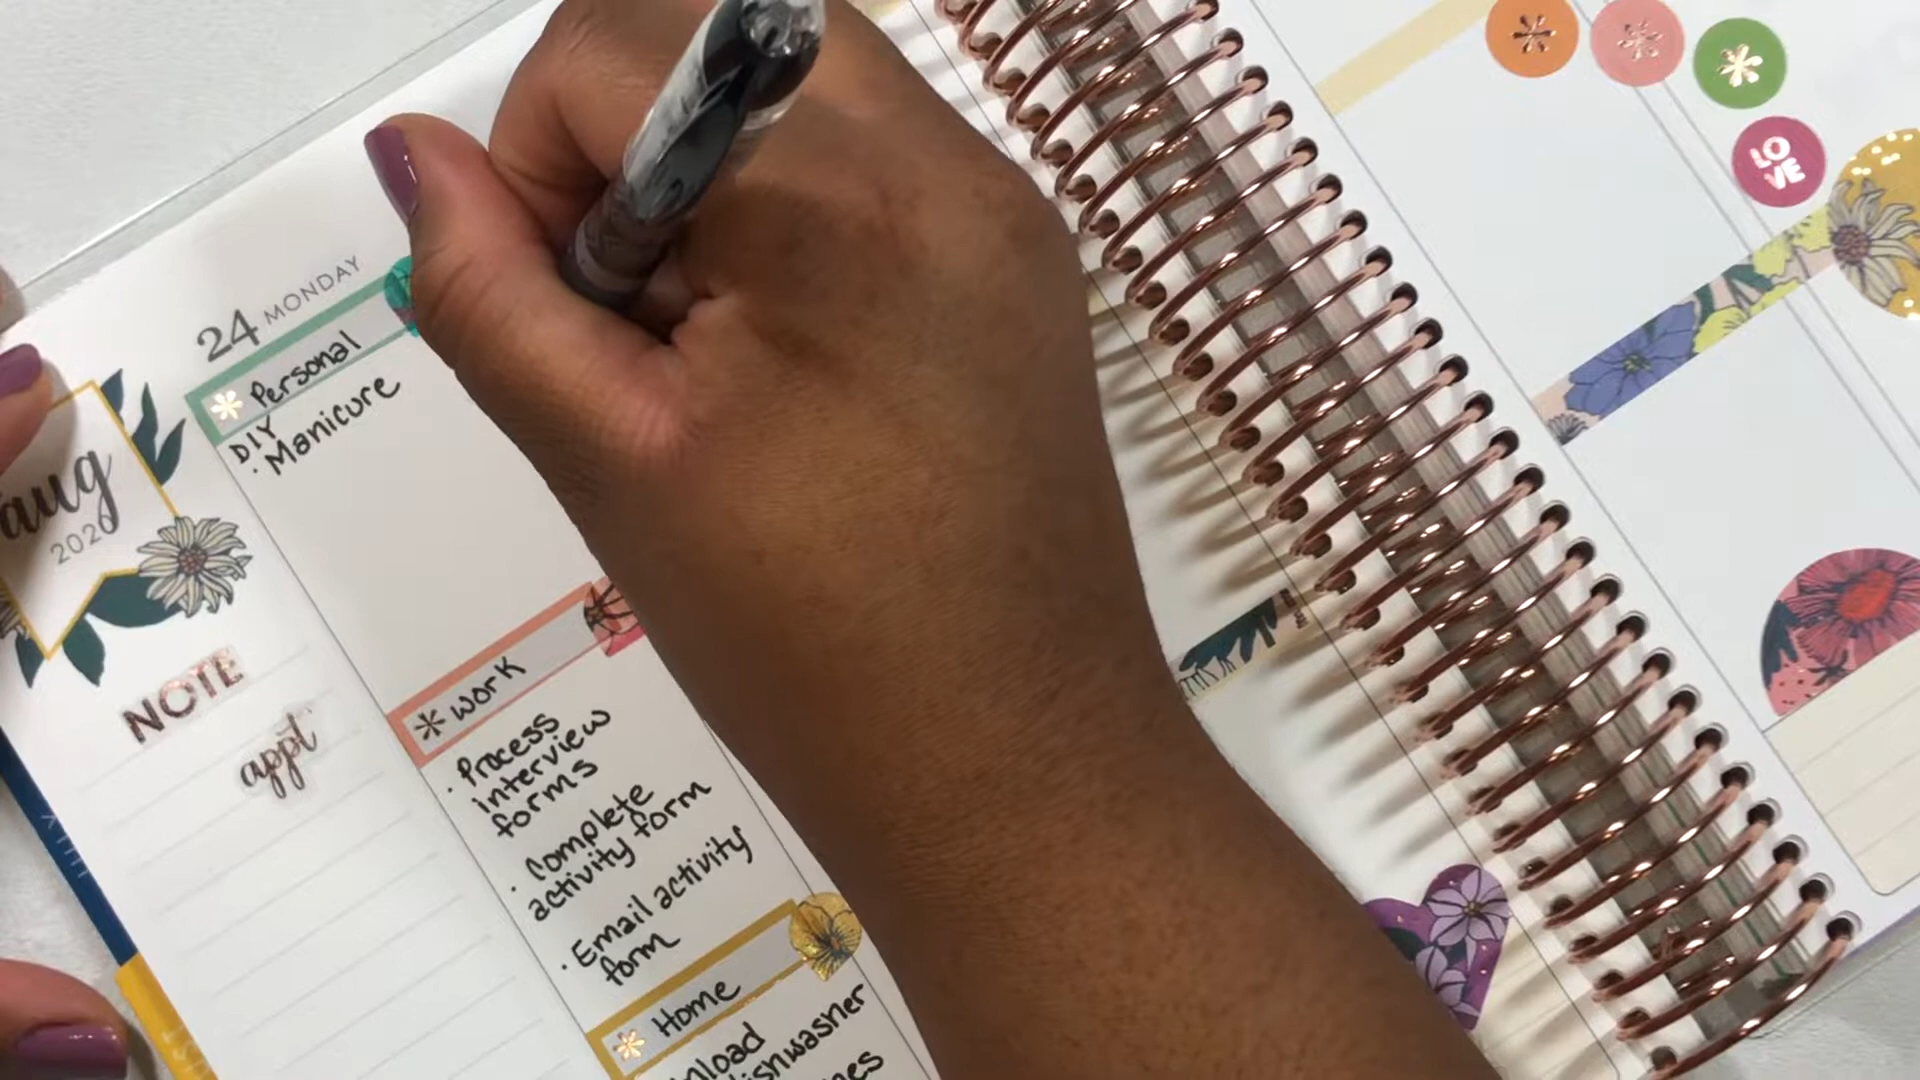 24 MONDAY
Personal
DIY
· Manicure
aug
202
NOTE
appt
* work
· Process
interview
forms
· Complete
activity form
· Email activity
form
Home
JULY
LO
VE